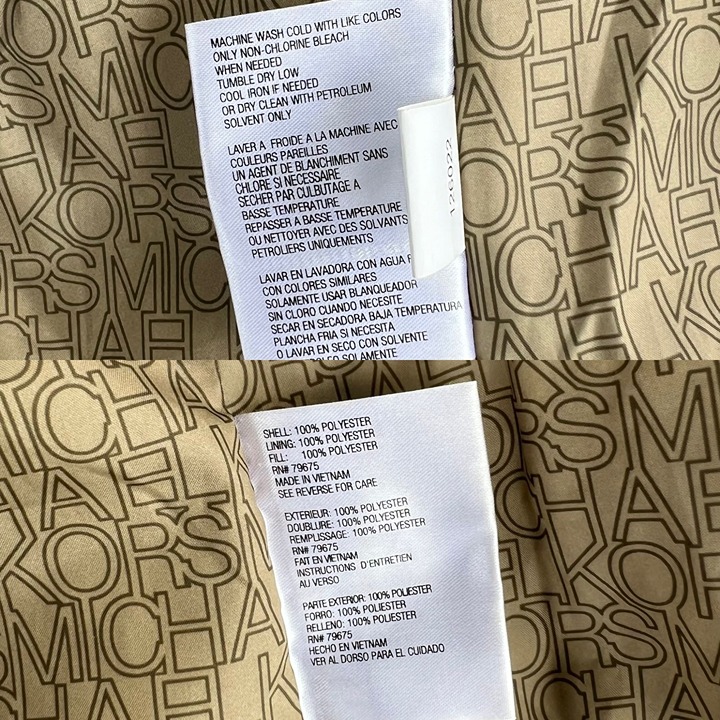 MACHINE WASH COLD WITH LIKE COLORS
ONLY NON-CHLORINE BLEACH
WHEN NEEDED
TUMBLE DRY LOW
COOL IRON IF NEEDED
OR DRY CLEAN WITH PETROLEUM
SOLVENT ONLY
LAVER A FROIDE A LA MACHINE AVEC
COULEURS PAREILLES
UN AGENT DE BLANCHIMENT SANS
CHLORE SI NECESSAIRE
SECHER PAR CULBUTAGE A
BASSE TEMPERATURE
REPASSER A BASSE TEMPERATURE
OU NETTOYER AVEC DES SOLVANTS
PETROLIERS UNIQUEMENTS
LAVAR EN LAVADORA CON AGUA F
CON COLORES SIMILARES
SOLAMENTE USAR BLANQUEADOR
SIN CLORO CUANDO NECESITE
SECAR EN SECADORA BAJA TEMPERATURA
PLANCHA FRIA SI NECESITA
O LAVAR EN SECO CON SOLVENTE
SOLAMENTE
126022
SHELL: 100% POLYESTER
LINING: 100% POLYESTER
FILL: 100% POLYESTER
RN# 79675
MADE IN VIETNAM
SEE REVERSE FOR CARE
EXTERIEUR: 100% POLYESTER
DOUBLURE: 100% POLYESTER
REMPLISSAGE: 100% POLYESTER
RN# 79675
FAIT EN VIETNAM
INSTRUCTIONS D'ENTRETIEN
AU VERSO
PARTE EXTERIOR: 100% POLIESTER
FORRO: 100% POLIESTER
RELLENO: 100% POLIESTER
RN# 79675
HECHO EN VIETNAM
VER AL DORSO PARA EL CUIDADO
MICHAEL KORS